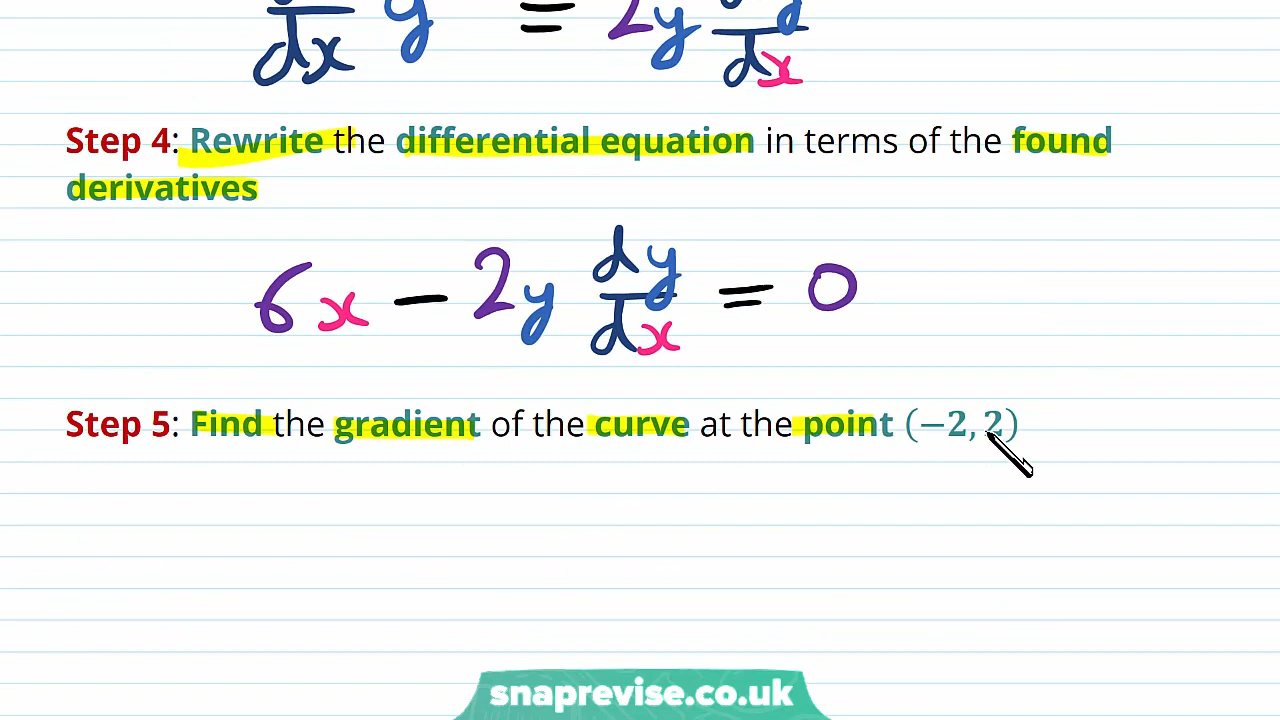 dx y = 2y dx
Step 4: Rewrite the differential equation in terms of the found
derivatives
6x - 2y dy/dx = 0
Step 5: Find the gradient of the curve at the point (−2, 2)
snaprevise.co.uk